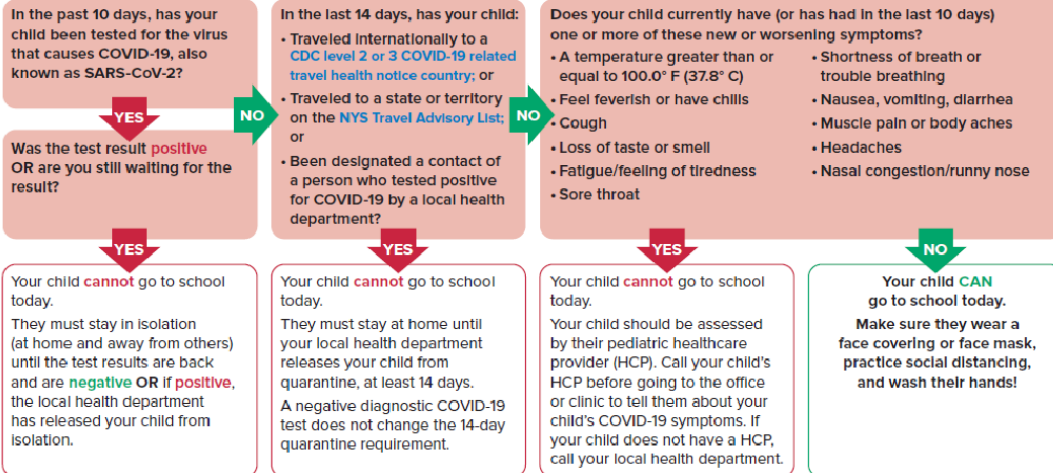 In the past 10 days, has your
child been tested for the virus
that causes COVID-19, also
known as SARS-CoV-2?
YES
NO
Was the test result positive
OR are you still waiting for the
result?
YES
Your child cannot go to school
today.
They must stay in isolation
(at home and away from others)
until the test results are back
and are negative OR if positive,
the local health department
has released your child from
isolation.
In the last 14 days, has your child:
• Traveled internationally to a
CDC level 2 or 3 COVID-19 related
travel health notice country; or
• Traveled to a state or territory
on the NYS Travel Advisory List;
or
• Been designated a contact of
a person who tested positive
for COVID-19 by a local health
department?
NO
YES
Your child cannot go to school
today.
They must stay at home until
your local health department
releases your child from
quarantine, at least 14 days.
A negative diagnostic COVID-19
test does not change the 14-day
quarantine requirement.
Does your child currently have (or has had in the last 10 days)
one or more of these new or worsening symptoms?
• A temperature greater than or
equal to 100.0° F (37.8° C)
• Feel feverish or have chills
• Cough
• Loss of taste or smell
• Fatigue/feeling of tiredness
• Sore throat
• Shortness of breath or
trouble breathing
• Nausea, vomiting, diarrhea
• Muscle pain or body aches
• Headaches
• Nasal congestion/runny nose
YES
Your child cannot go to school
today.
Your child should be assessed
by their pediatric healthcare
provider (HCP). Call your child's
HCP before going to the office
or clinic to tell them about your
child's COVID-19 symptoms. If
your child does not have a HCP,
call your local health department.
NO
Your child CAN
go to school today.
Make sure they wear a
face covering or face mask,
practice social distancing,
and wash their hands!